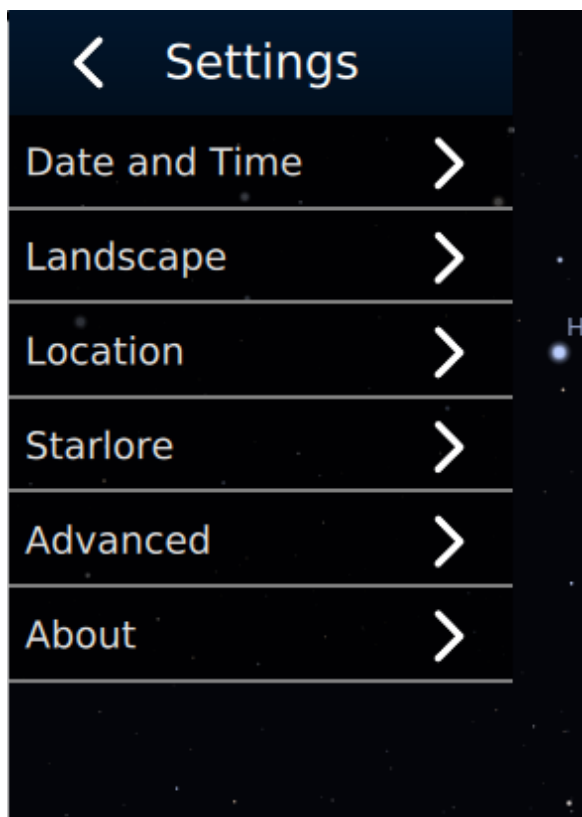 Settings
Date and Time
Landscape
Location
Starlore
Advanced
About
H